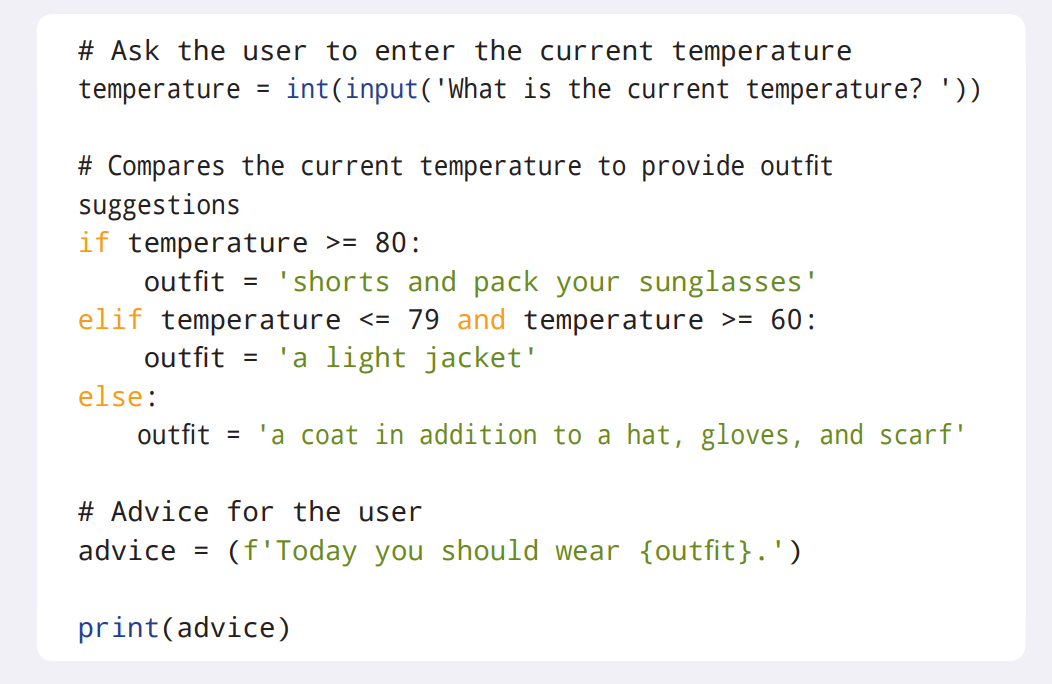 # Ask the user to enter the current temperature
temperature = int(input('What is the current temperature? '))
# Compares the current temperature to provide outfit
suggestions
if temperature >= 80:
    outfit = 'shorts and pack your sunglasses'
elif temperature <= 79 and temperature >= 60:
    outfit = 'a light jacket'
else:
    outfit = 'a coat in addition to a hat, gloves, and scarf'
# Advice for the user
advice = (f'Today you should wear {outfit}.')
print(advice)